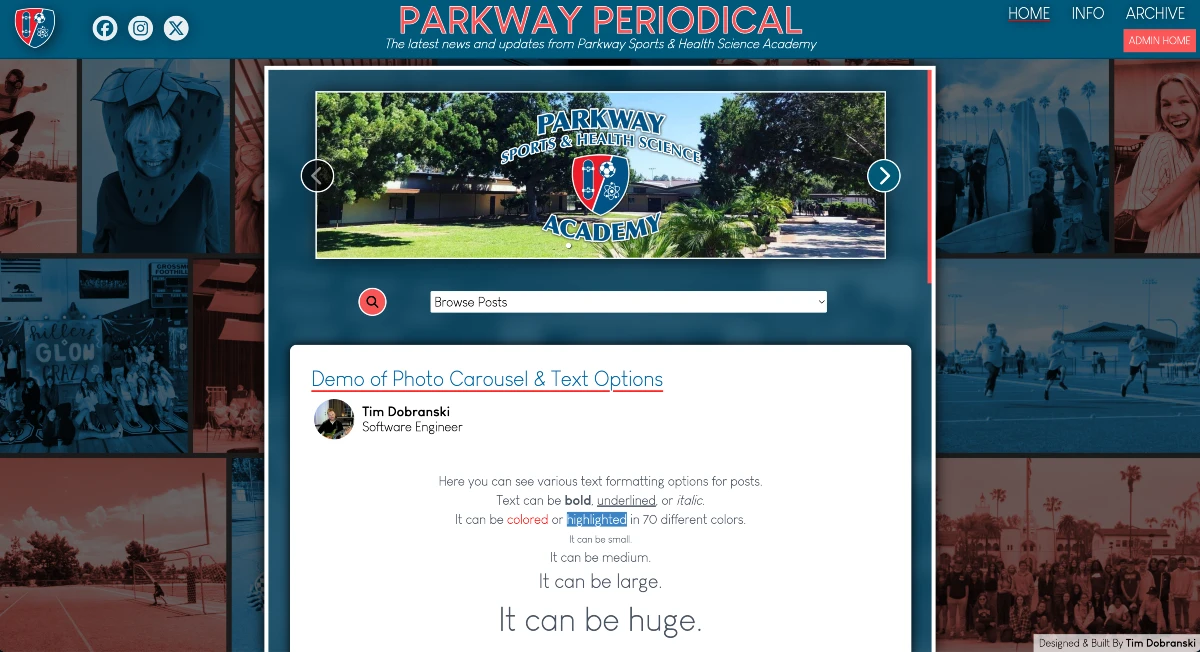 PARKWAY PERIODICAL
The latest news and updates from Parkway Sports & Health Science Academy
HOME INFO ARCHIVE
ADMIN HOME
PARKWAY
SPORTS & HEALTH SCIENCE
ACADEMY
Browse Posts
Demo of Photo Carousel & Text Options
Tim Dobranski
Software Engineer
Here you can see various text formatting options for posts.
Text can be bold, underlined, or italic.
It can be colored or highlighted in 70 different colors.
It can be small.
It can be medium.
It can be large.
It can be huge.
GLOW
Designed & Built By Tim Dobranski